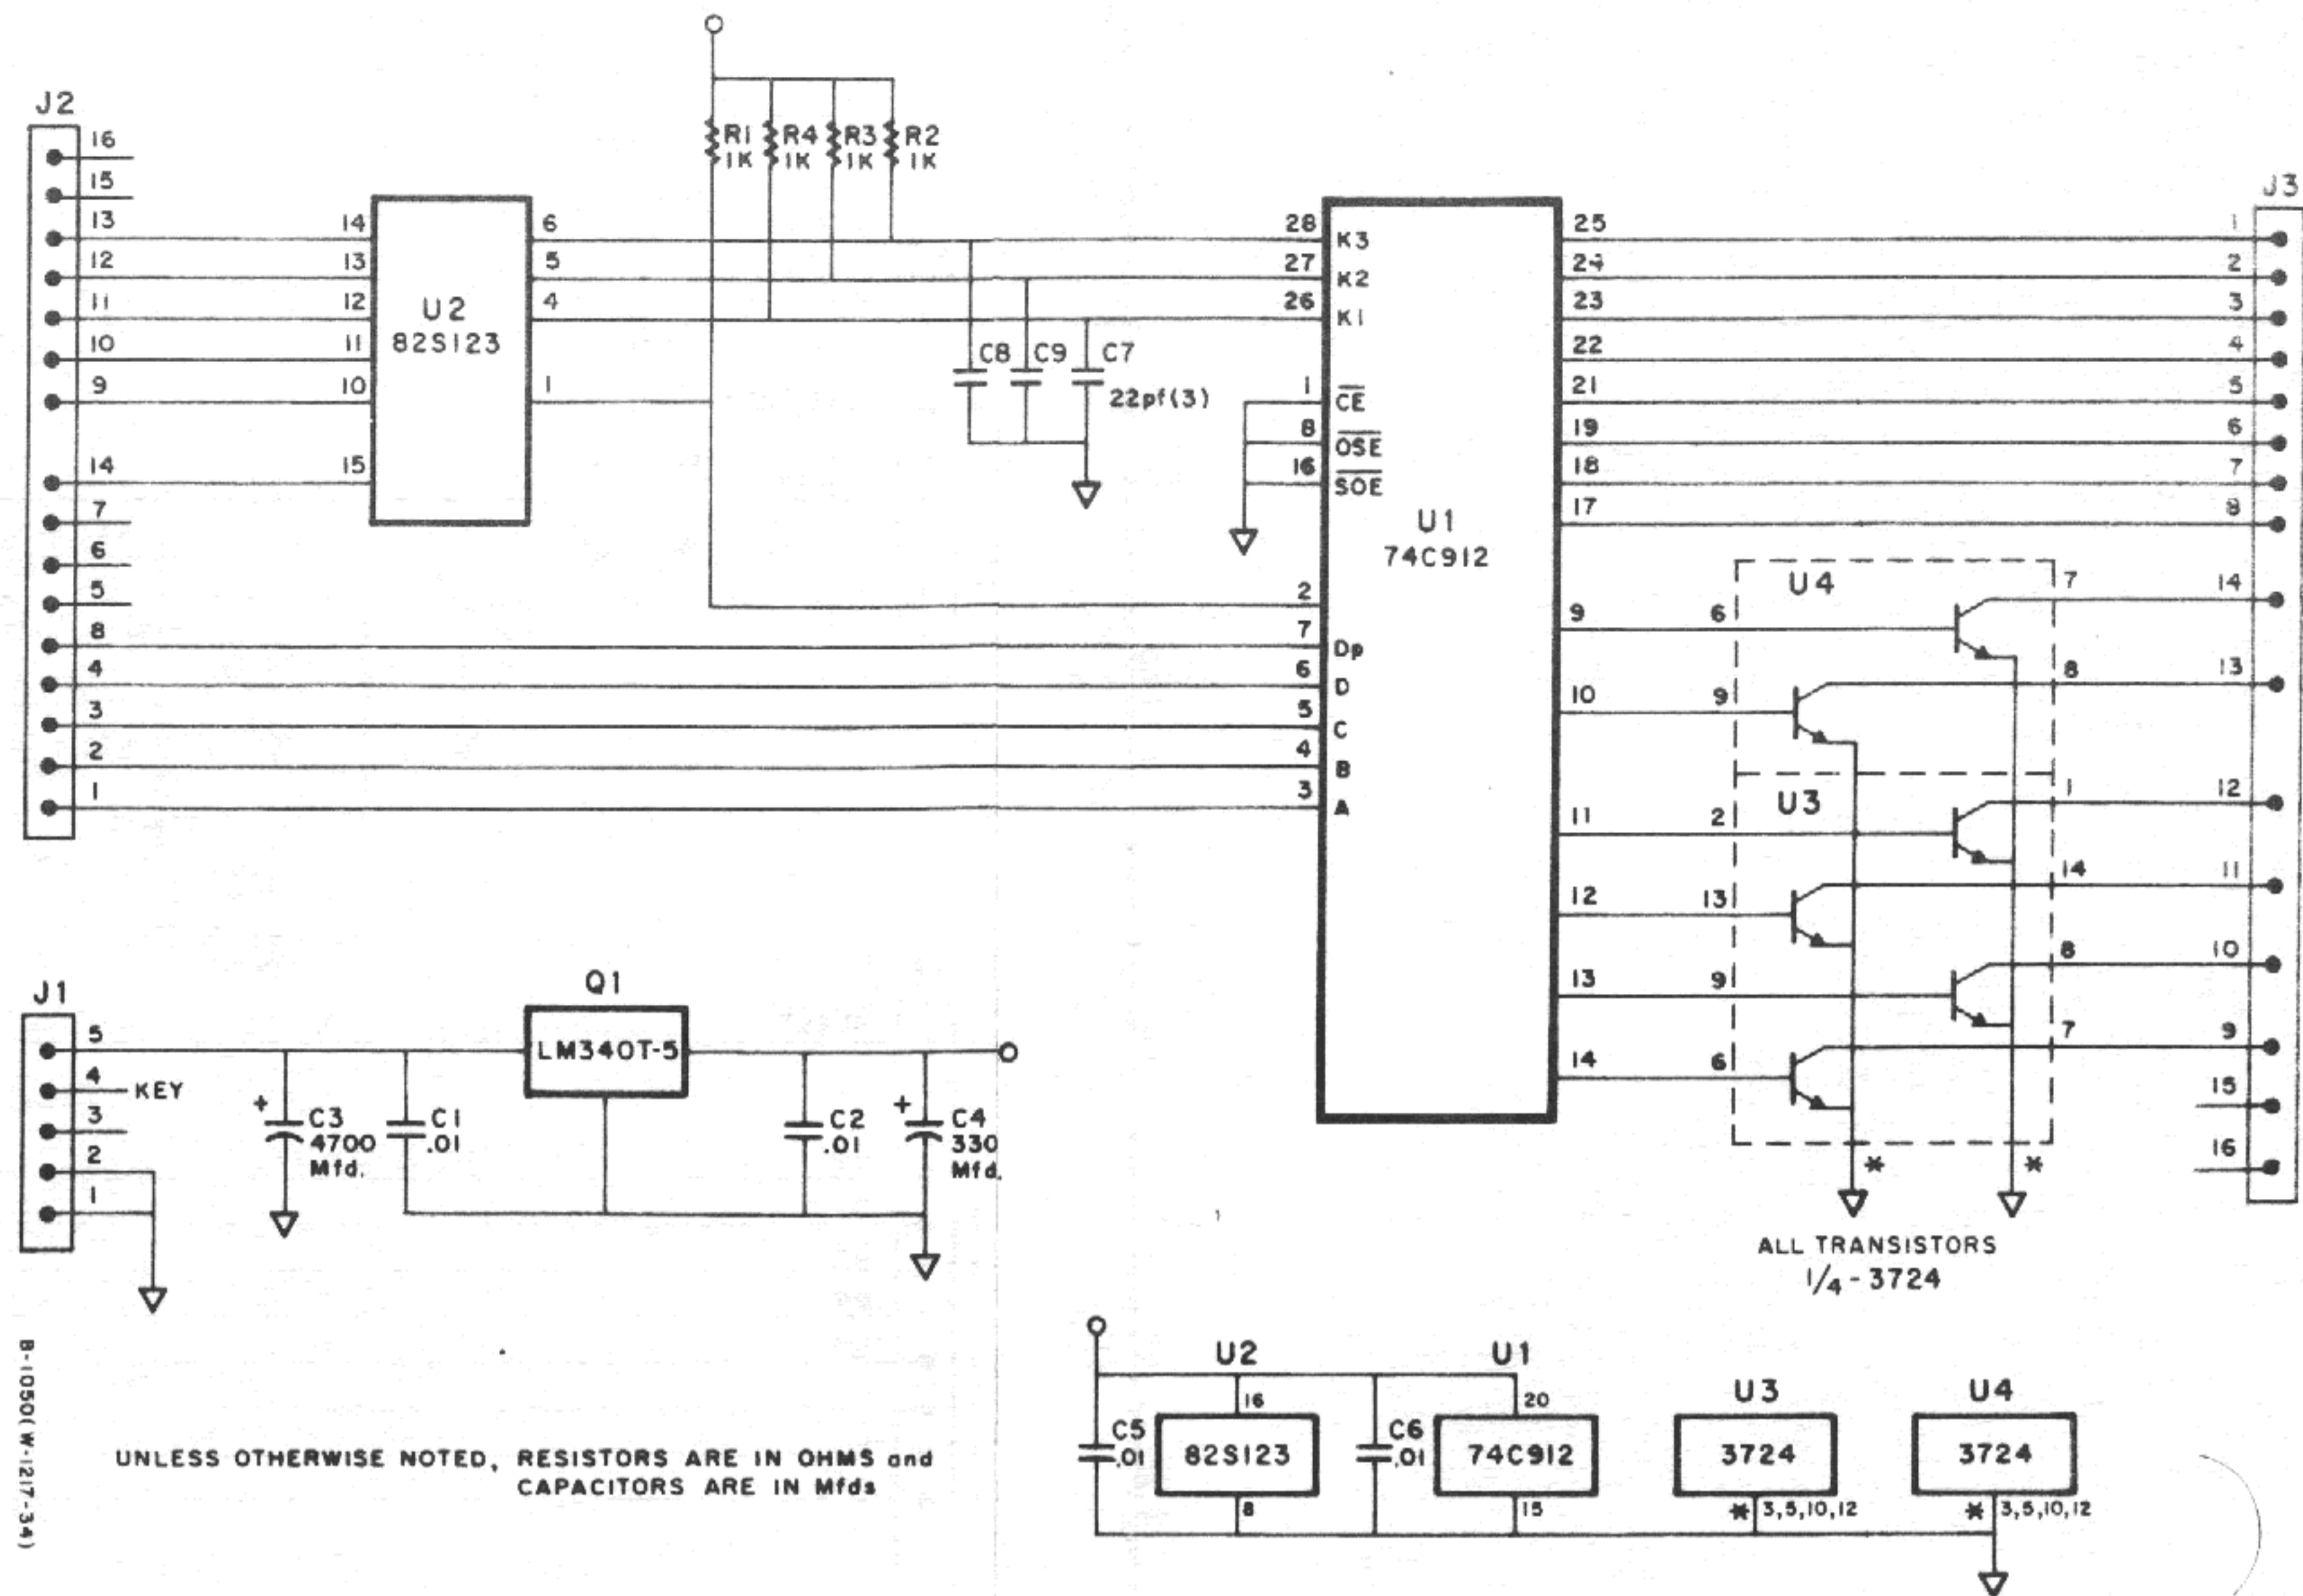 J2
16
15
13
12
11
10
9
14
7
6
5
8
4
3
2
1
14
13
12
11
10
15
U2
82S123
6
5
4
1
R1
1K
R4
1K
R3
1K
R2
1K
C8
C9
C7
22pf(3)
28
27
26
1
8
16
2
7
6
5
4
3
K3
K2
K1
CE
OSE
SOE
Dp
D
C
B
A
U1
74C912
25
24
23
22
21
19
18
17
9
10
11
12
13
14
6
9
2
13
9
6
U4
U3
7
8
1
14
8
7
* *
ALL TRANSISTORS
1/4 - 3724
J3
1
2
3
4
5
6
7
8
14
13
12
11
10
9
15
16
J1
5
4 KEY
3
2
1
+ C3
4700
Mfd.
C1
.01
Q1
LM340T-5
C2
.01
+ C4
330
Mfd.
U2
16
82S123
8
C5
.01
C6
.01
U1
20
74C912
15
U3
3724
* 3,5,10,12
U4
3724
* 3,5,10,12
UNLESS OTHERWISE NOTED, RESISTORS ARE IN OHMS and
CAPACITORS ARE IN Mfds
B-1050(W-1217-34)